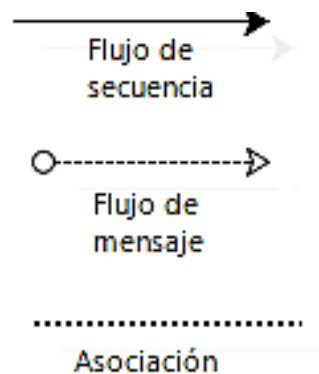 Flujo de
secuencia
Flujo de
mensaje
Asociación